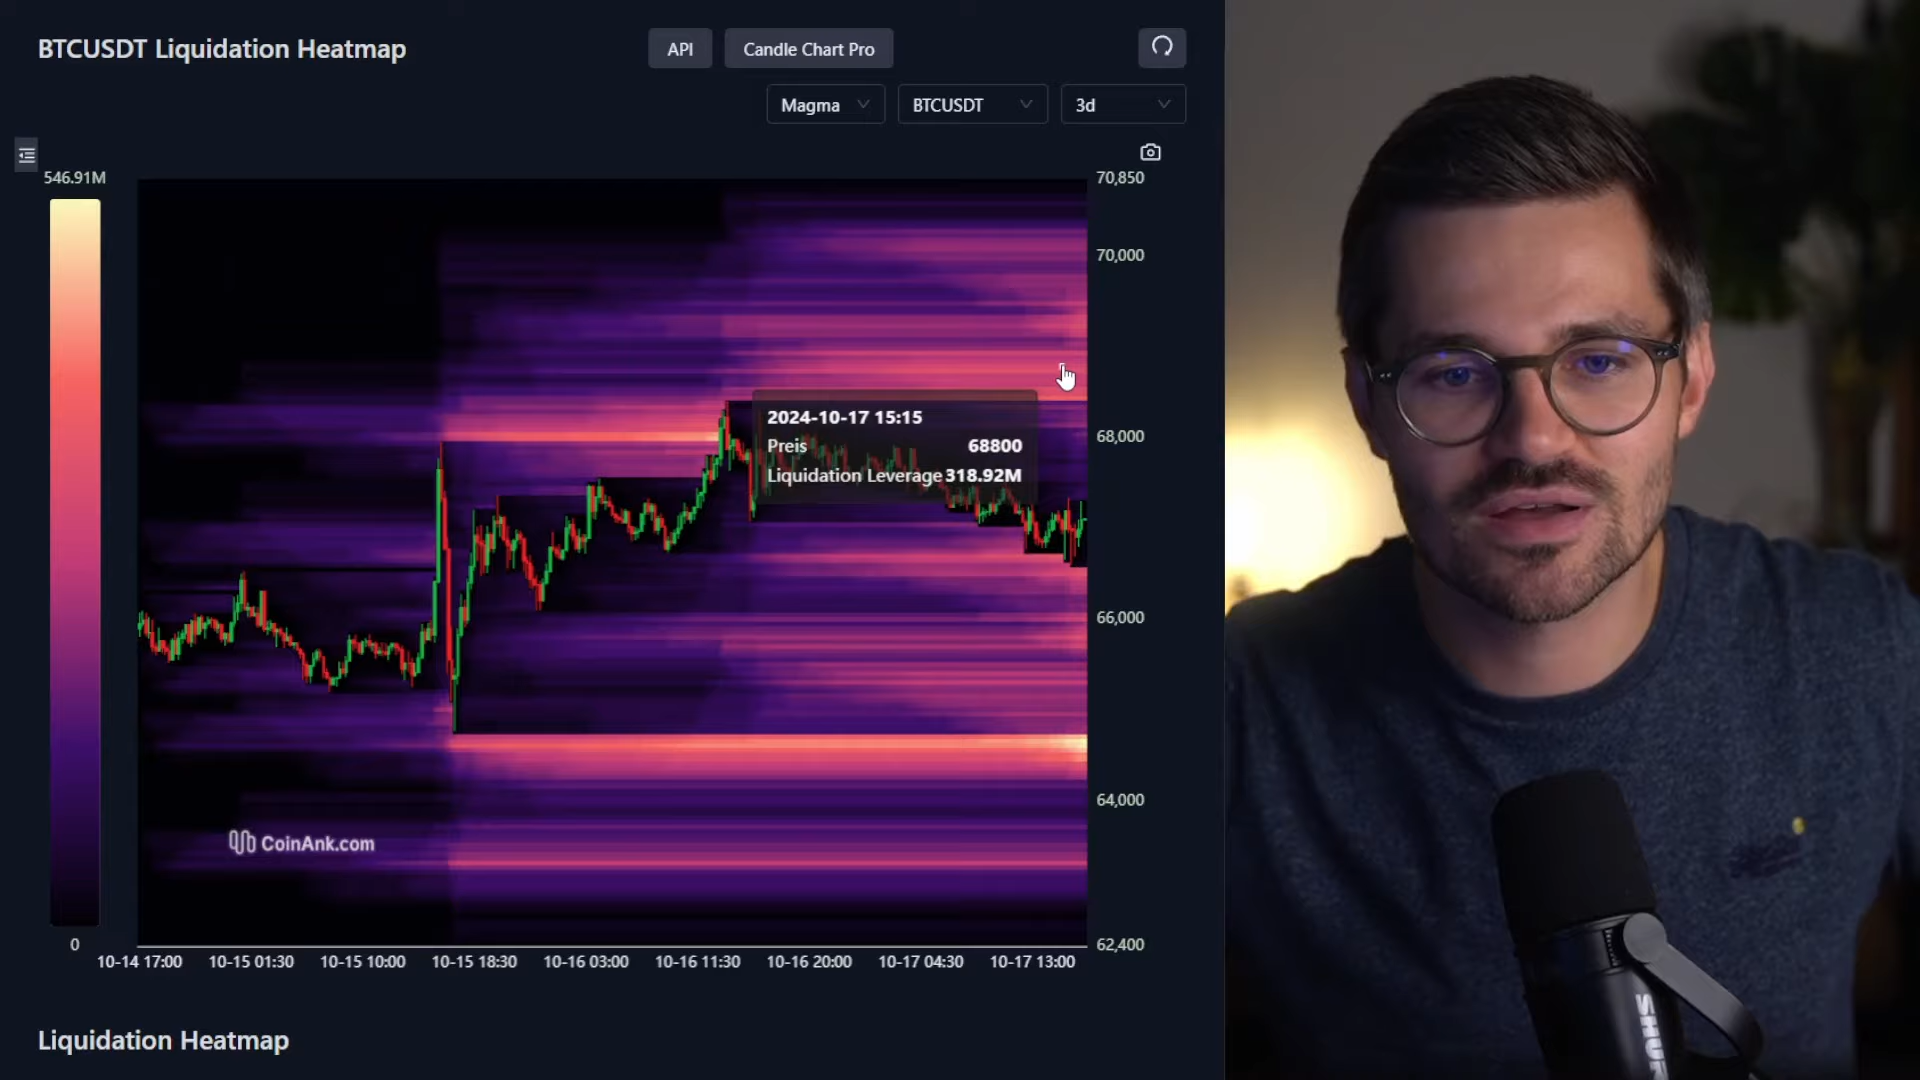 BTCUSDT Liquidation Heatmap
API
Candle Chart Pro
Magma
BTCUSDT
3d
546.91M
0
70,850
70,000
68,000
66,000
64,000
62,400
2024-10-17 15:15
Preis 68800
Liquidation Leverage 318.92M
CoinAnk.com
10-14 17:00 10-15 01:30 10-15 10:00 10-15 18:30 10-16 03:00 10-16 11:30 10-16 20:00 10-17 04:30 10-17 13:00
Liquidation Heatmap
SHUR